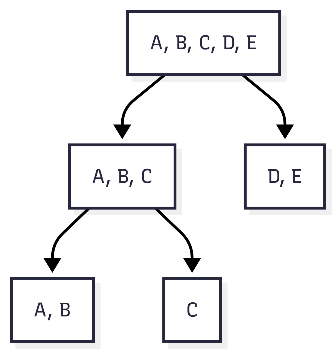 A, B, C, D, E
A, B, C
D, E
A, B
C